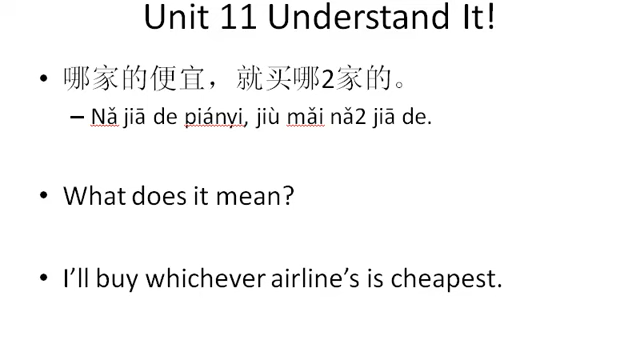 Unit 11 Understand It!
• 哪家的便宜，就买哪2家的。
– Nǎ jiā de piányi, jiù mǎi nǎ2 jiā de.
• What does it mean?
• I’ll buy whichever airline’s is cheapest.